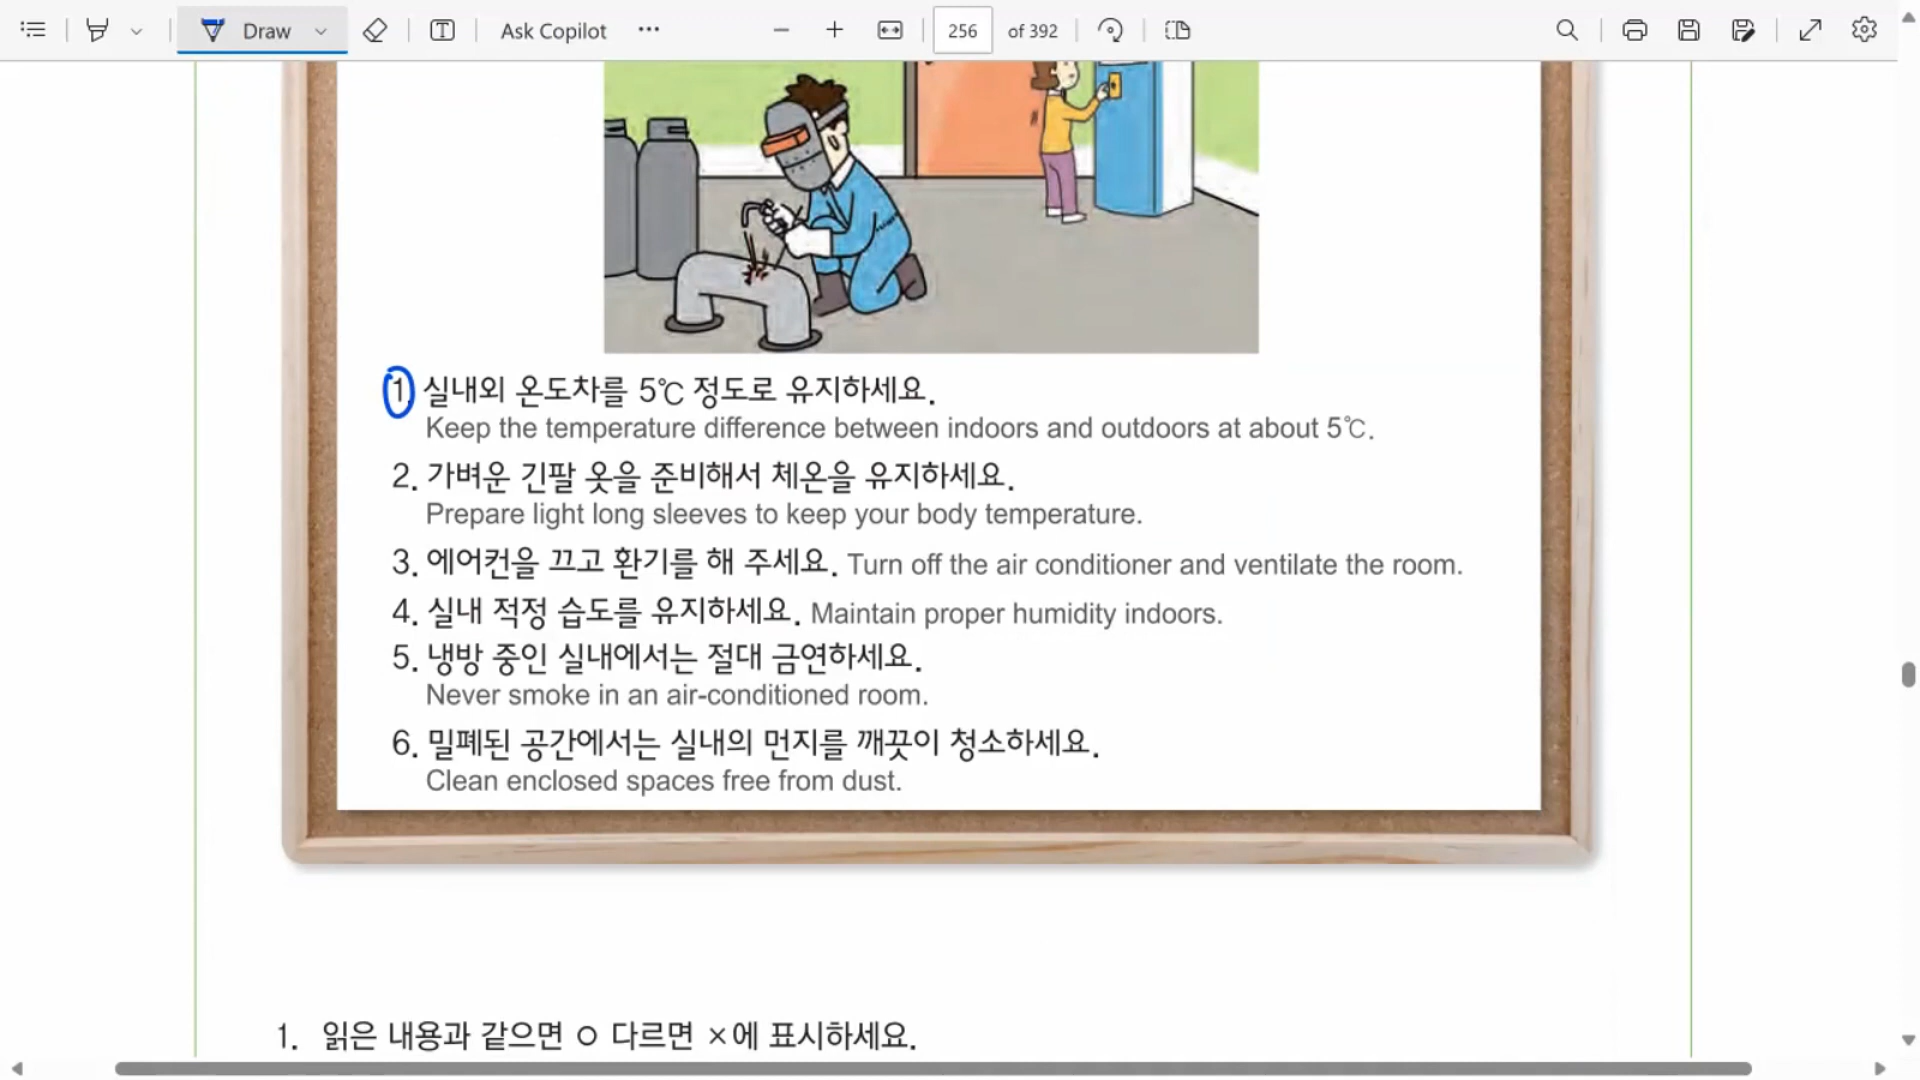 Draw
Ask Copilot
256 of 392
1. 실내외 온도차를 5℃ 정도로 유지하세요.
Keep the temperature difference between indoors and outdoors at about 5℃.
2. 가벼운 긴팔 옷을 준비해서 체온을 유지하세요.
Prepare light long sleeves to keep your body temperature.
3. 에어컨을 끄고 환기를 해 주세요. Turn off the air conditioner and ventilate the room.
4. 실내 적정 습도를 유지하세요. Maintain proper humidity indoors.
5. 냉방 중인 실내에서는 절대 금연하세요.
Never smoke in an air-conditioned room.
6. 밀폐된 공간에서는 실내의 먼지를 깨끗이 청소하세요.
Clean enclosed spaces free from dust.
1. 읽은 내용과 같으면 ㅇ 다르면 ×에 표시하세요.